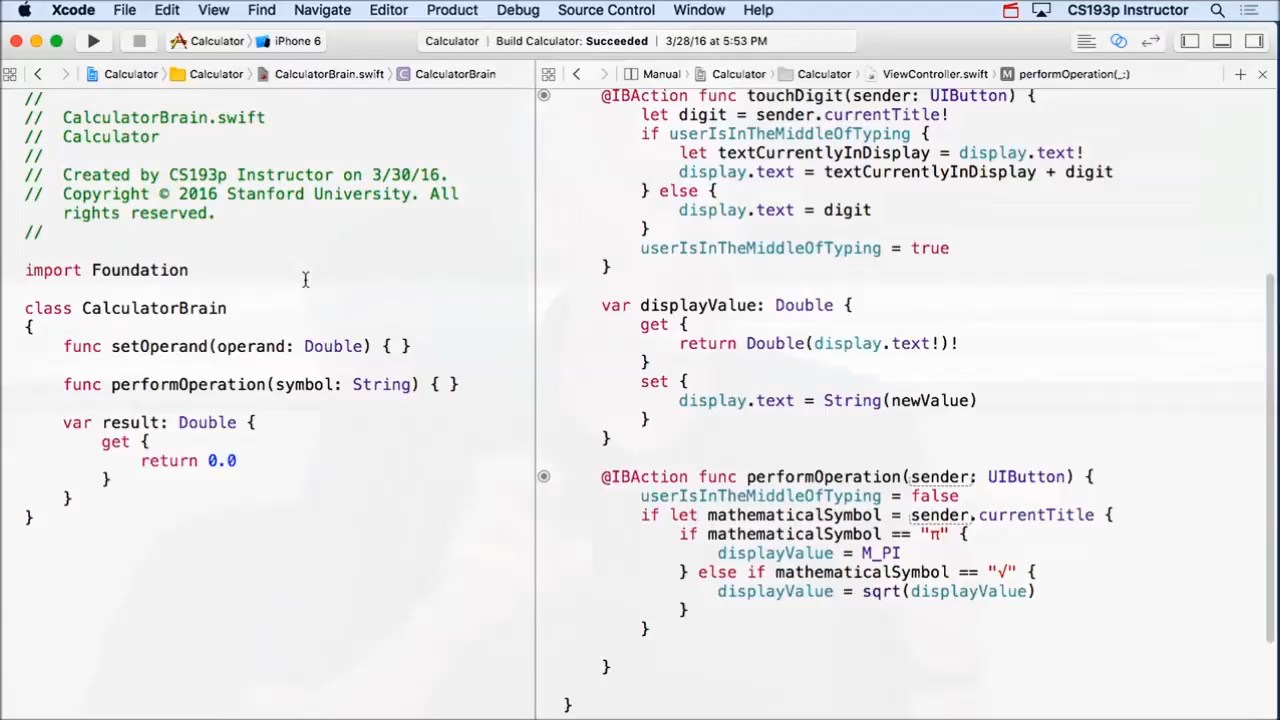 Xcode File Edit View Find Navigate Editor Product Debug Source Control Window Help CS193p Instructor
Calculator iPhone 6 Calculator Build Calculator: Succeeded 3/28/16 at 5:53 PM
Calculator Calculator CalculatorBrain.swift CalculatorBrain
//
// CalculatorBrain.swift
// Calculator
//
// Created by CS193p Instructor on 3/30/16.
// Copyright © 2016 Stanford University. All
rights reserved.
//
import Foundation
class CalculatorBrain
{
func setOperand(operand: Double) { }
func performOperation(symbol: String) { }
var result: Double {
get {
return 0.0
}
}
}
Manual Calculator Calculator ViewController.swift M performOperation(_:)
@IBAction func touchDigit(sender: UIButton) {
let digit = sender.currentTitle!
if userIsInTheMiddleOfTyping {
let textCurrentlyInDisplay = display.text!
display.text = textCurrentlyInDisplay + digit
} else {
display.text = digit
}
userIsInTheMiddleOfTyping = true
}
var displayValue: Double {
get {
return Double(display.text!)!
}
set {
display.text = String(newValue)
}
}
@IBAction func performOperation(sender: UIButton) {
userIsInTheMiddleOfTyping = false
if let mathematicalSymbol = sender.currentTitle {
if mathematicalSymbol == "π" {
displayValue = M_PI
} else if mathematicalSymbol == "√" {
displayValue = sqrt(displayValue)
}
}
}
}